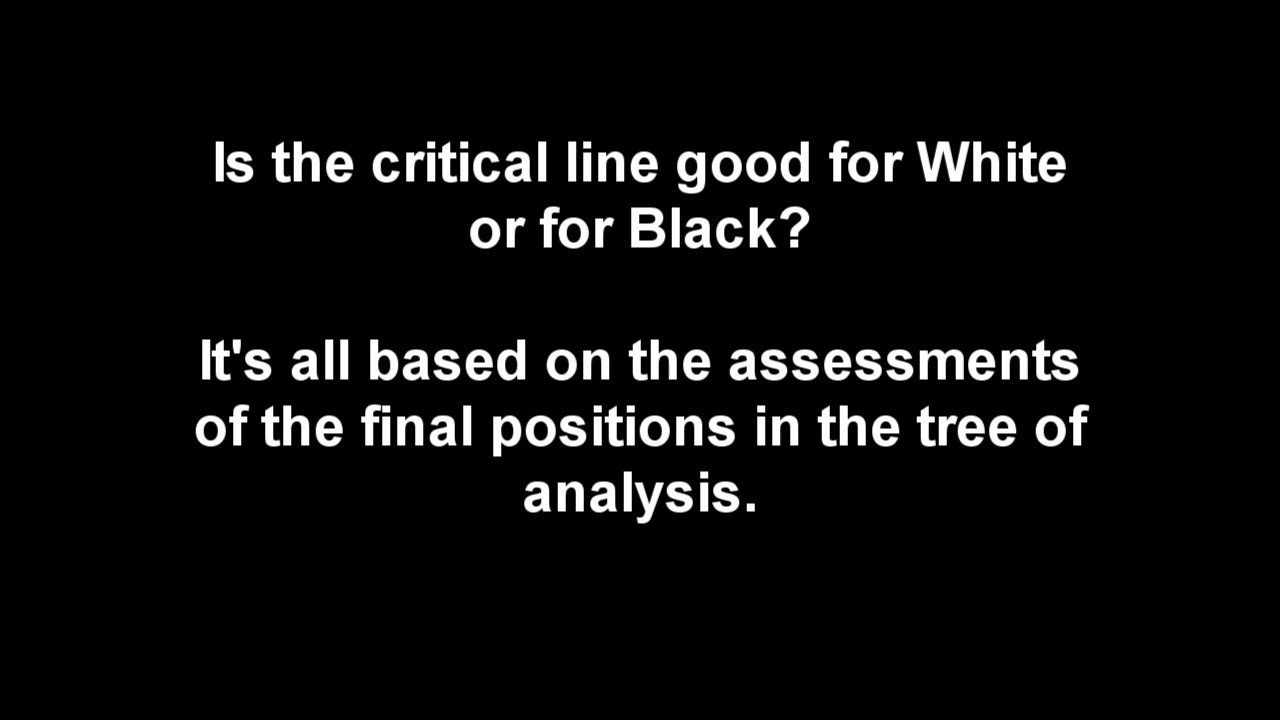 Is the critical line good for White
or for Black?
It's all based on the assessments
of the final positions in the tree of
analysis.